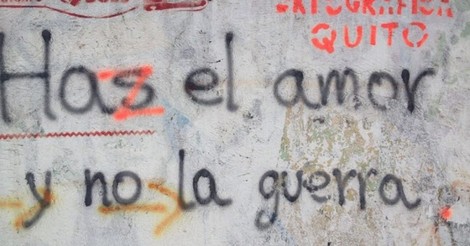 QUITO
Haz el amor
y no la guerra.